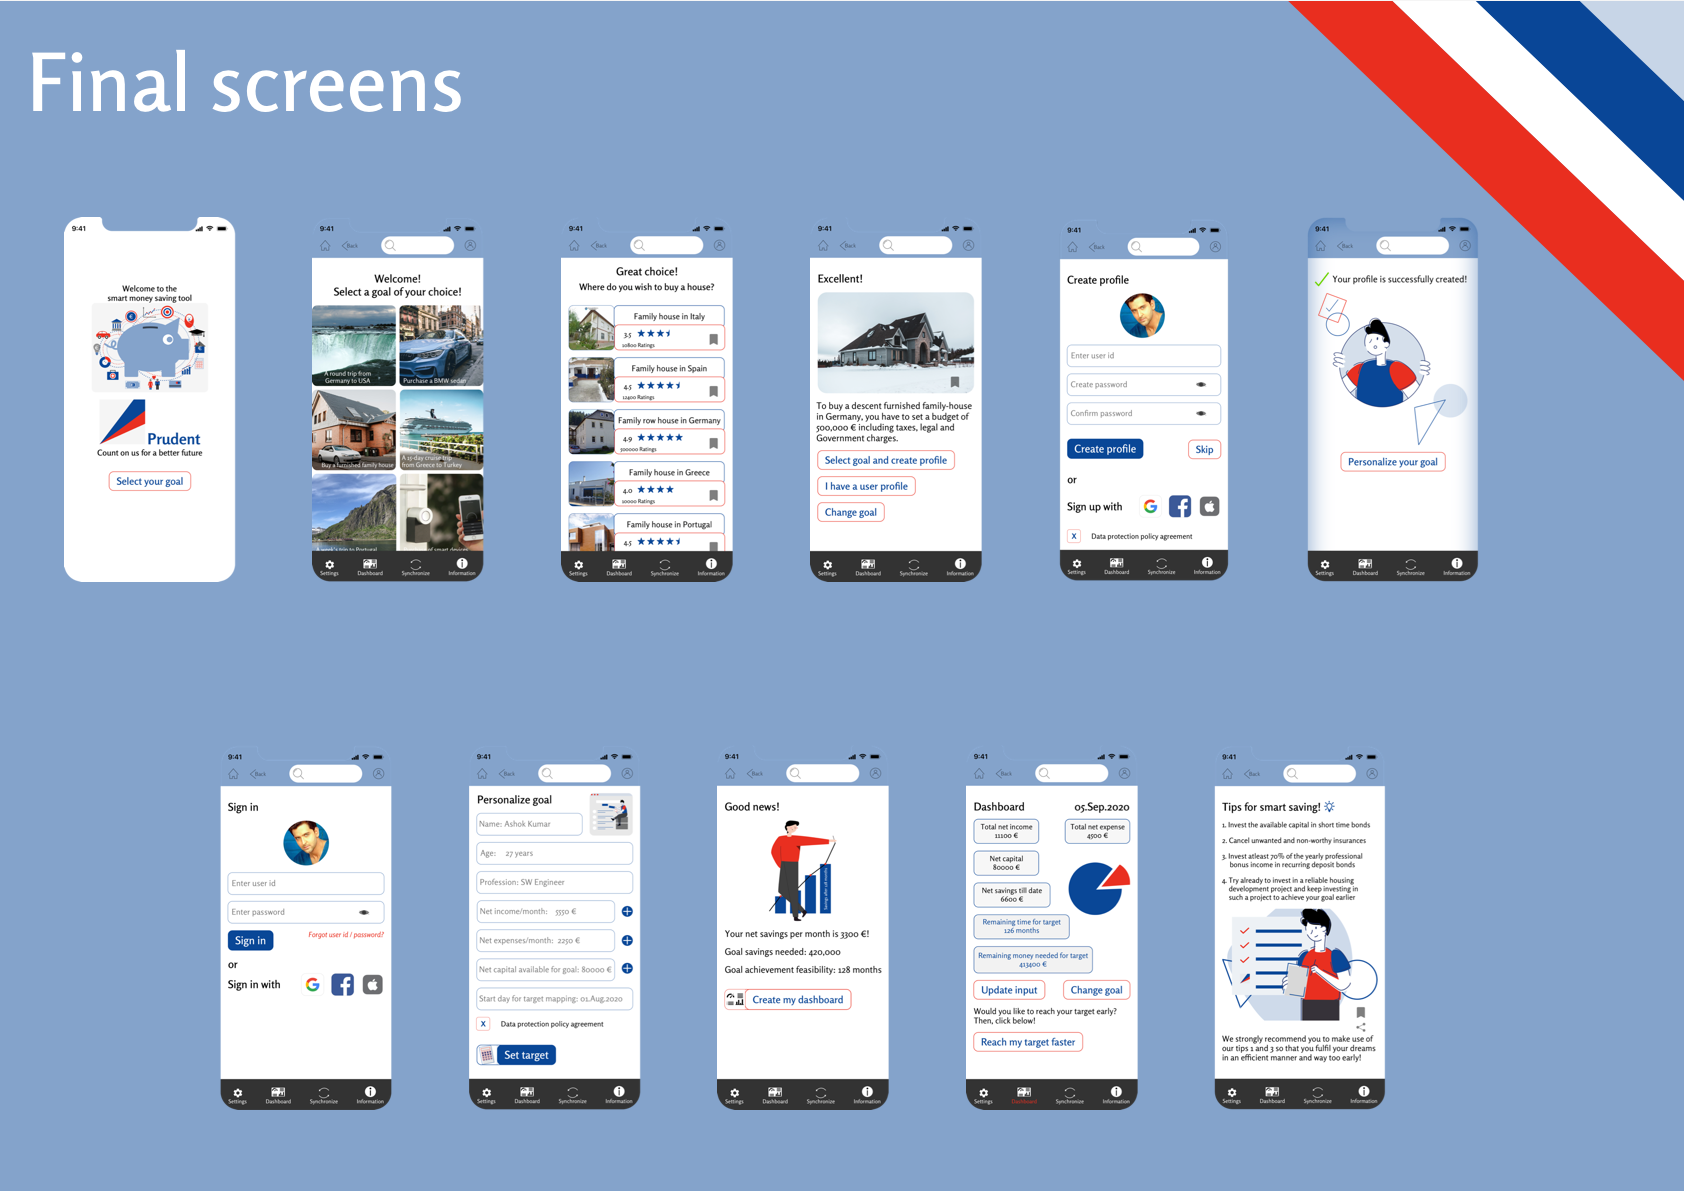 Final screens
9:41
Welcome to the
smart money saving tool
Prudent
Count on us for a better future
Select your goal
9:41
Back
Welcome!
Select a goal of your choice!
A round trip from
Germany to USA
Purchase a BMW sedan
Buy a furnished family house
A 15-day cruise trip
from Greece to Turkey
A week's trip to Portugal
of smart devices
Settings
Dashboard
Synchronize
Information
9:41
Back
Great choice!
Where do you wish to buy a house?
Family house in Italy
3.5
10800 Ratings
Family house in Spain
4.5
12400 Ratings
Family row house in Germany
4.9
500000 Ratings
Family house in Greece
4.0
10000 Ratings
Family house in Portugal
4.5
Settings
Dashboard
Synchronize
Information
9:41
Back
Excellent!
To buy a descent furnished family-house
in Germany, you have to set a budget of
500,000 € including taxes, legal and
Government charges.
Select goal and create profile
I have a user profile
Change goal
Settings
Dashboard
Synchronize
Information
9:41
Back
Create profile
Enter user id
Create password
Confirm password
Create profile
Skip
or
Sign up with
X
Data protection policy agreement
Settings
Dashboard
Synchronize
Information
9:41
Back
Your profile is successfully created!
Personalize your goal
Settings
Dashboard
Synchronize
Information
9:41
Back
Sign in
Enter user id
Enter password
Sign in
Forgot user id / password?
or
Sign in with
Settings
Dashboard
Synchronize
Information
9:41
Back
Personalize goal
Name: Ashok Kumar
Age: 27 years
Profession: SW Engineer
Net income/month: 5550 €
Net expenses/month: 2250 €
Net capital available for goal: 80000 €
Start day for target mapping: 01.Aug.2020
X
Data protection policy agreement
Set target
Settings
Dashboard
Synchronize
Information
9:41
Back
Good news!
Your net savings per month is 3300 €!
Goal savings needed: 420,000
Goal achievement feasibility: 128 months
Create my dashboard
Settings
Dashboard
Synchronize
Information
9:41
Back
Dashboard
05.Sep.2020
Total net income
11100 €
Total net expense
4500 €
Net capital
80000 €
Net savings till date
6600 €
Remaining time for target
126 months
Remaining money needed for target
413400 €
Update input
Change goal
Would you like to reach your target early?
Then, click below!
Reach my target faster
Settings
Dashboard
Synchronize
Information
9:41
Back
Tips for smart saving!
1. Invest the available capital in short time bonds
2. Cancel unwanted and non-worthy insurances
3. Invest atleast 70% of the yearly professional
bonus income in recurring deposit bonds
4. Try already to invest in a reliable housing
development project and keep investing in
such a project to achieve your goal earlier
We strongly recommend you to make use of
our tips 1 and 3 so that you fulfil your dreams
in an efficient manner and way too early!
Settings
Dashboard
Synchronize
Information